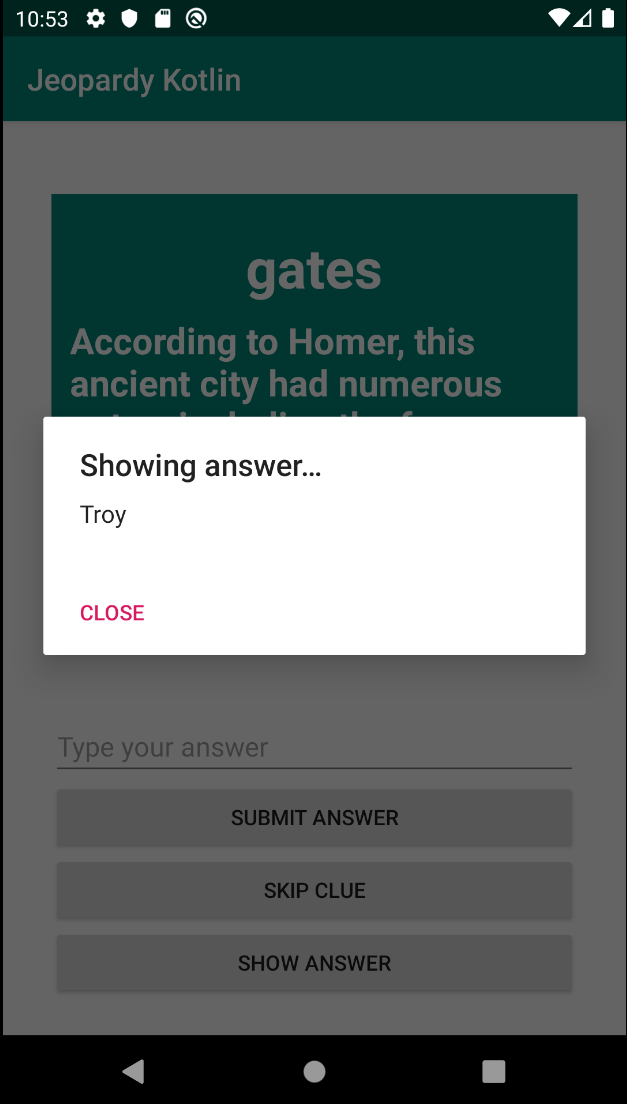 10:53
Jeopardy Kotlin
gates
According to Homer, this
ancient city had numerous
Showing answer...
Troy
CLOSE
Type your answer
SUBMIT ANSWER
SKIP CLUE
SHOW ANSWER